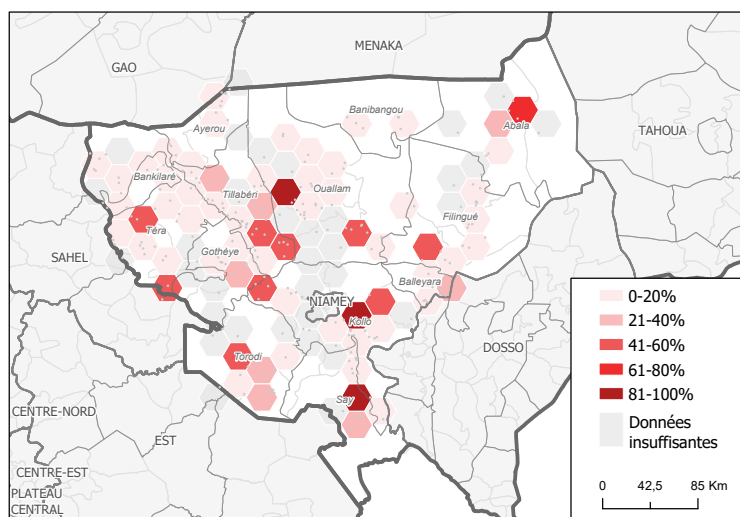 MENAKA
GAO
Banibangou
Ayerou
Abala
TAHOUA
Bankilaré
Tillabéri
Ouallam
Filingué
Téra
Gothéye
SAHEL
Balleyara
NIAMEY
Kollo
DOSSO
Torodi
Say
CENTRE-NORD
EST
CENTRE-EST
PLATEAU
CENTRAL
0-20%
21-40%
41-60%
61-80%
81-100%
Données
insuffisantes
0 42,5 85 Km